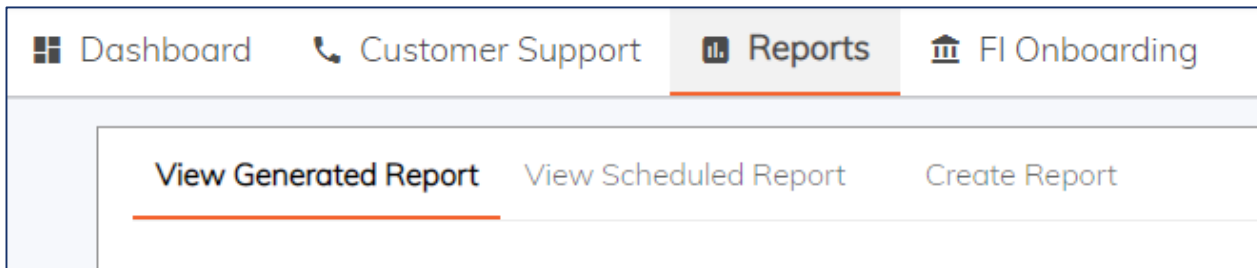 Dashboard Customer Support Reports FI Onboarding
View Generated Report View Scheduled Report Create Report